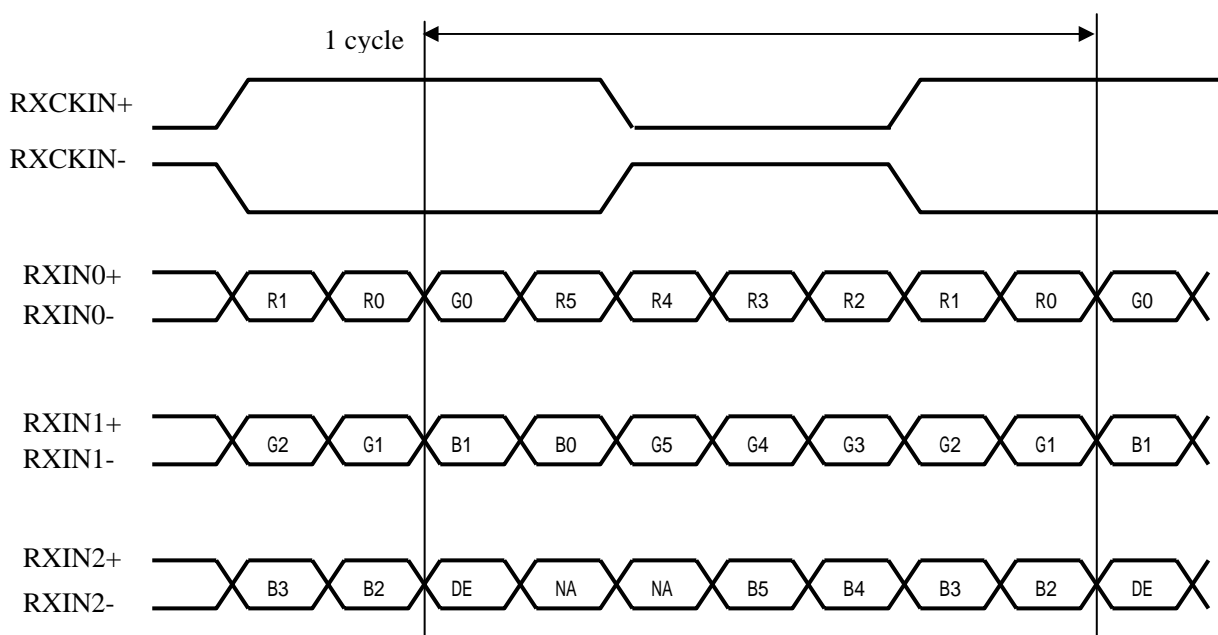 1 cycle
RXCKIN+
RXCKIN-
RXIN0+
RXIN0-
R1 R0 G0 R5 R4 R3 R2 R1 R0 G0
RXIN1+
RXIN1-
G2 G1 B1 B0 G5 G4 G3 G2 G1 B1
RXIN2+
RXIN2-
B3 B2 DE NA NA B5 B4 B3 B2 DE